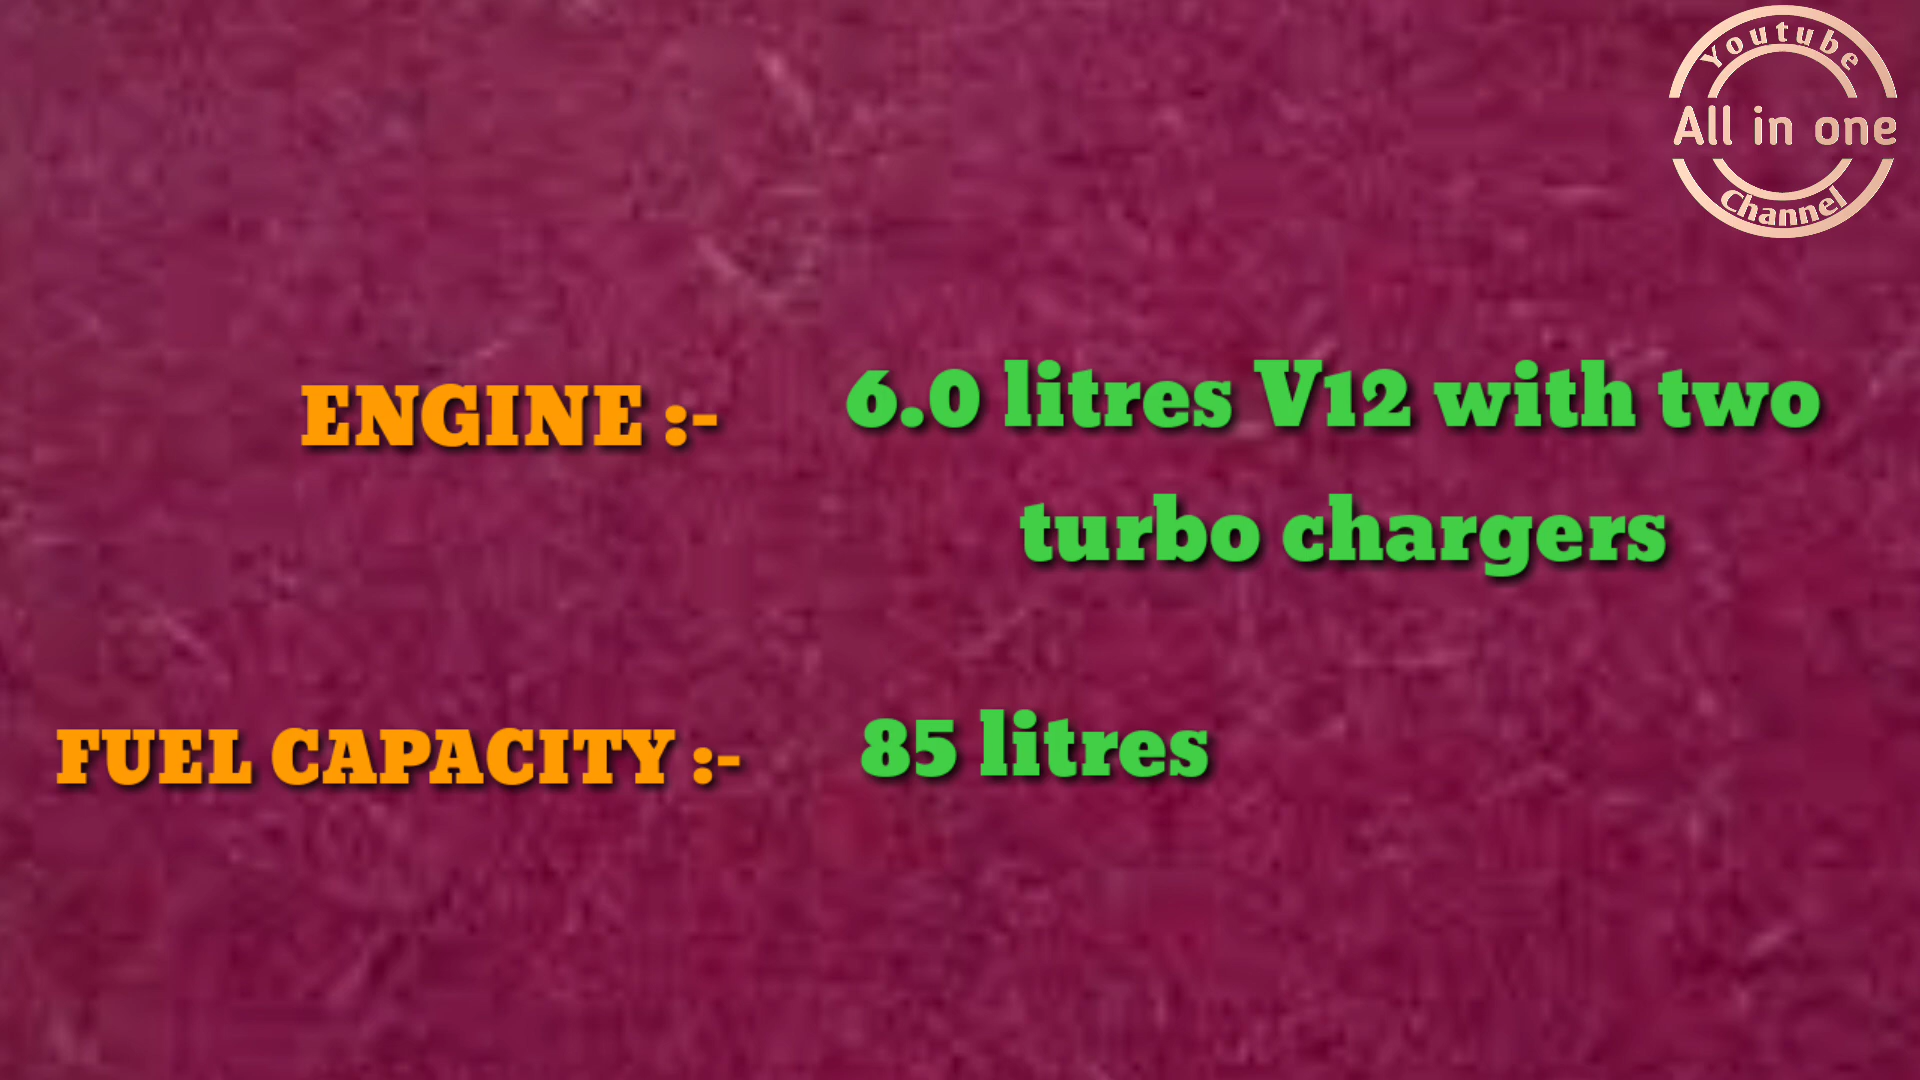 Youtube
All in one
Channel
ENGINE :- 6.0 litres V12 with two
turbo chargers
FUEL CAPACITY :- 85 litres